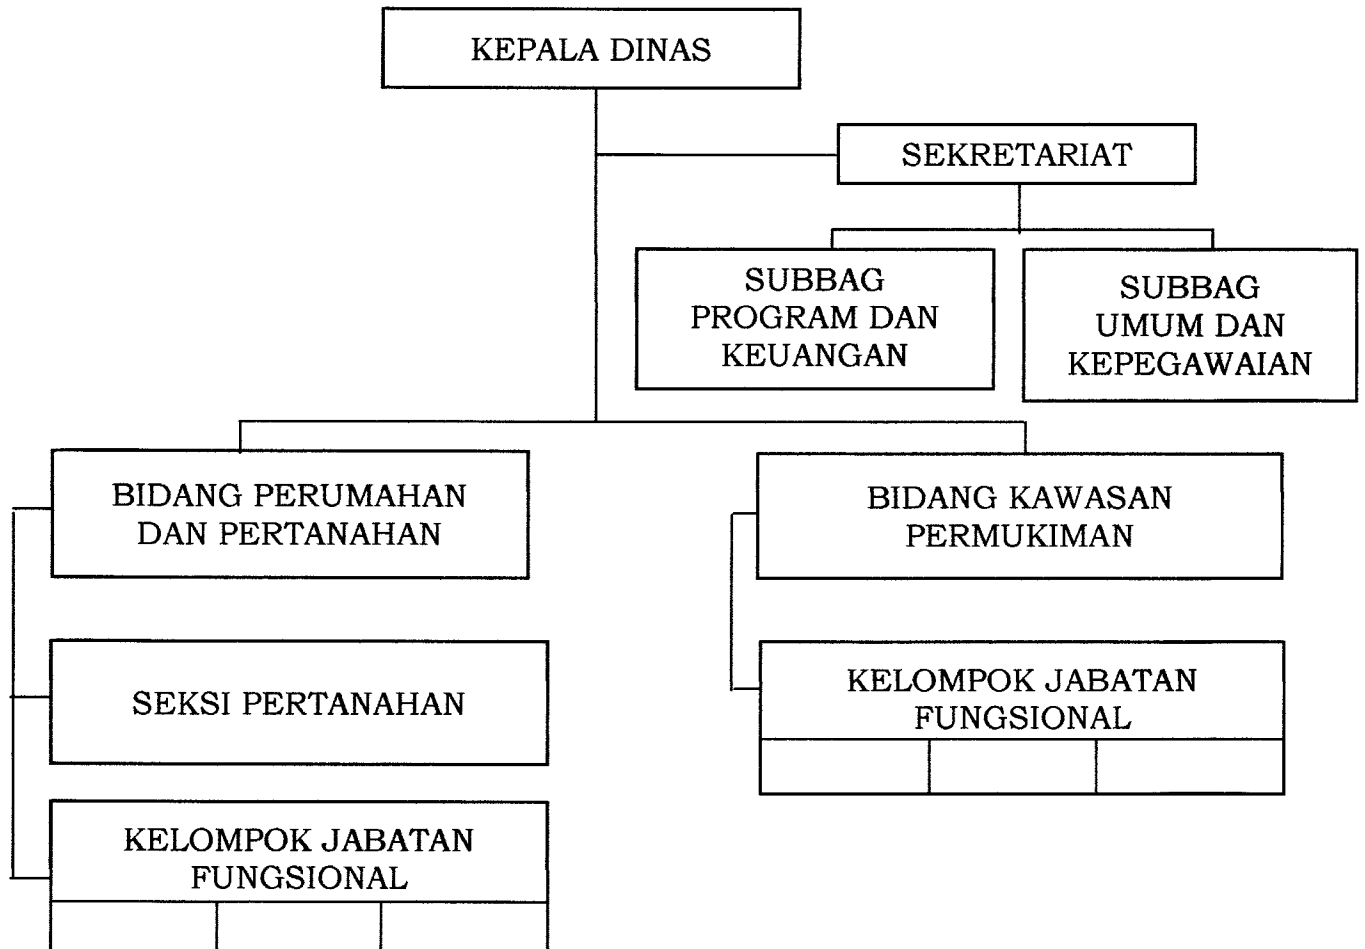 KEPALA DINAS
SEKRETARIAT
SUBBAG
PROGRAM DAN
KEUANGAN
SUBBAG
UMUM DAN
KEPEGAWAIAN
BIDANG PERUMAHAN
DAN PERTANAHAN
BIDANG KAWASAN
PERMUKIMAN
SEKSI PERTANAHAN
KELOMPOK JABATAN
FUNGSIONAL
KELOMPOK JABATAN
FUNGSIONAL